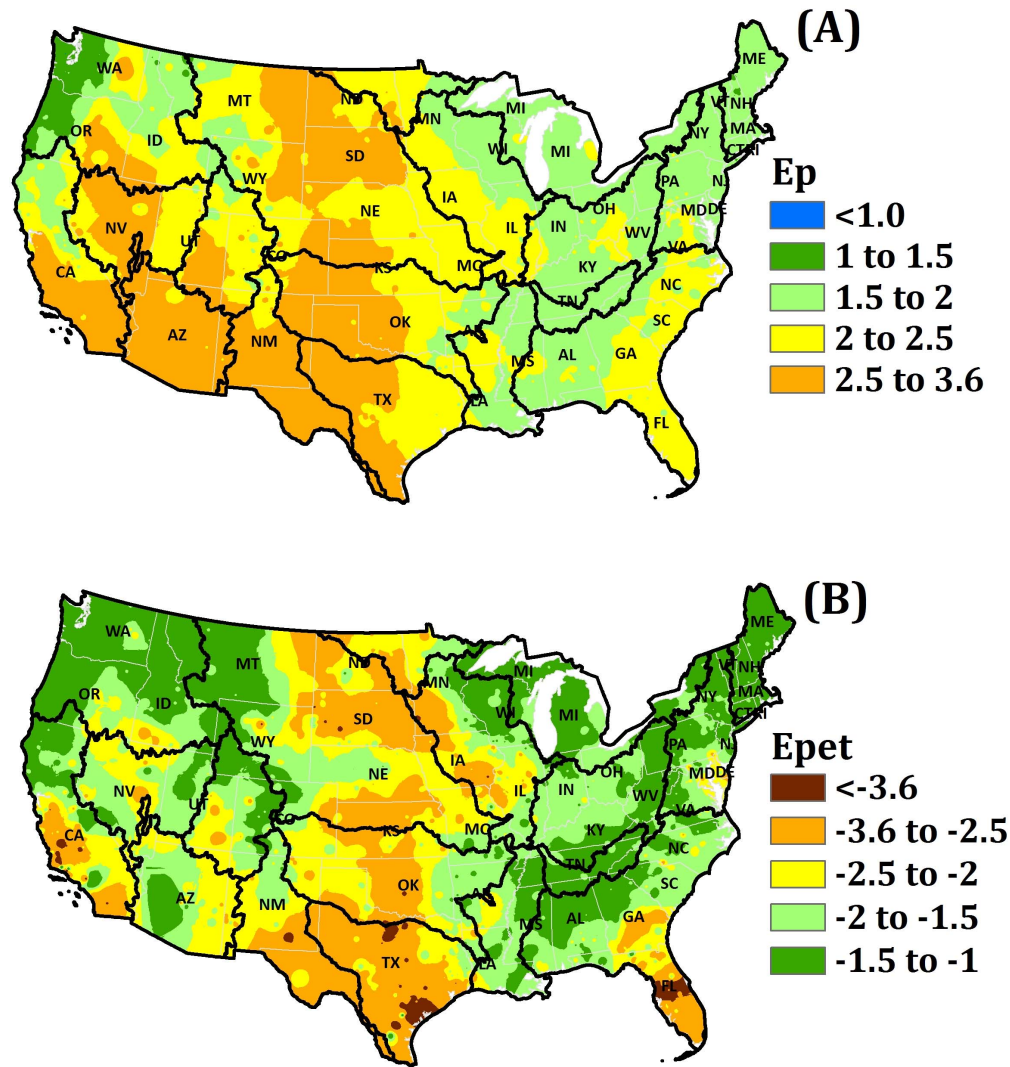 (A)
WA
MT
ND
MN
MI
ME
VT
NH
OR
ID
SD
WI
MI
NY
MA
CTRI
WY
NE
IA
PA
NJ
Ep
NV
UT
IL
IN
OH
WV
MD
DE
<1.0
CA
CO
KS
MO
KY
VA
1 to 1.5
AZ
NM
OK
AR
TN
NC
1.5 to 2
SC
TX
LA
MS
AL
GA
2 to 2.5
FL
2.5 to 3.6
(B)
WA
MT
ND
MN
MI
ME
VT
NH
OR
ID
SD
WI
MI
NY
MA
CTRI
WY
NE
IA
PA
NJ
Epet
NV
UT
IL
IN
OH
WV
MD
DE
<-3.6
CA
CO
KS
MO
KY
VA
-3.6 to -2.5
AZ
NM
OK
AR
TN
NC
-2.5 to -2
SC
TX
LA
MS
AL
GA
-2 to -1.5
FL
-1.5 to -1